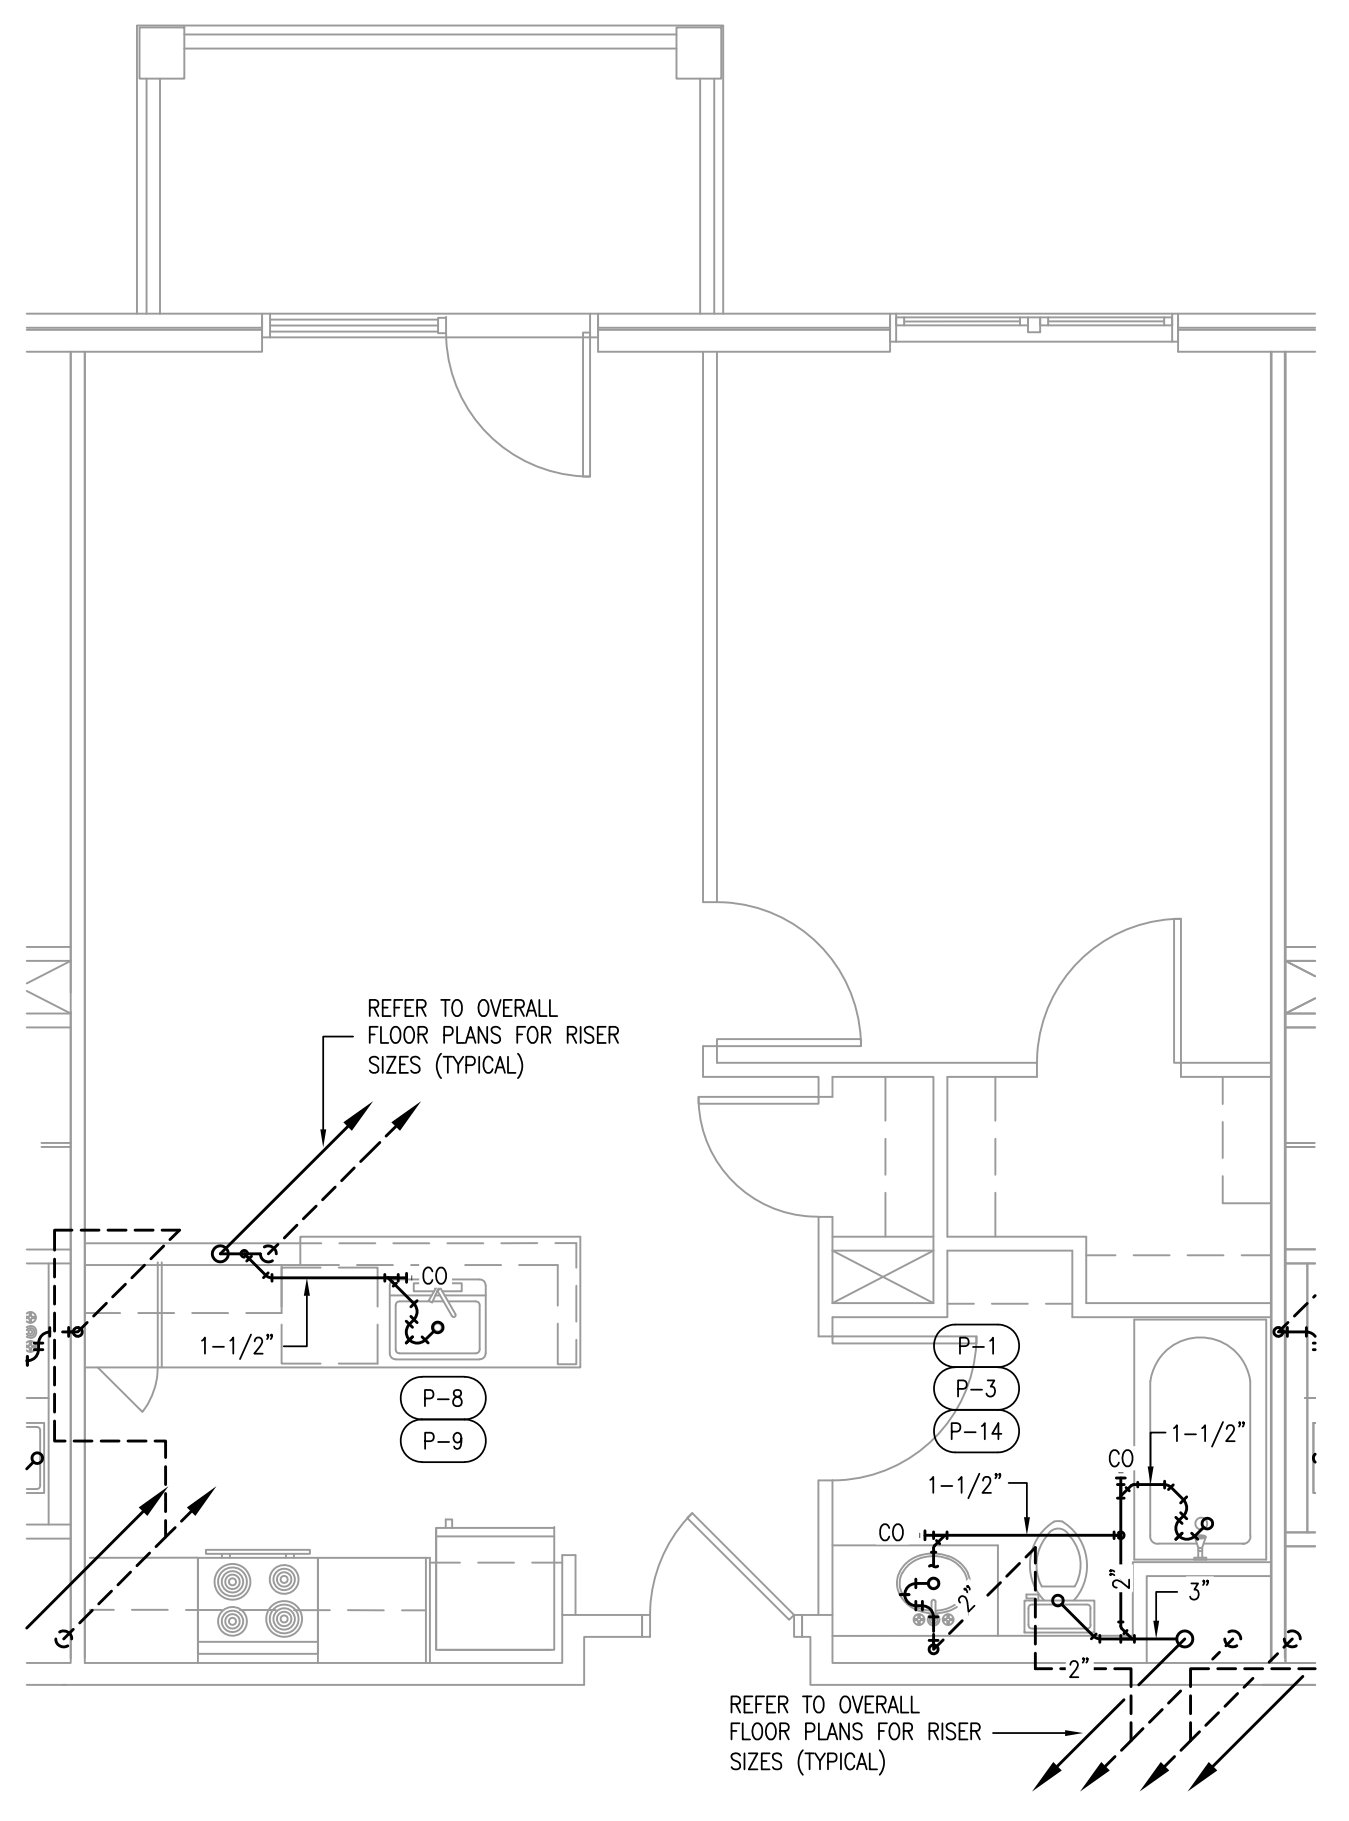 REFER TO OVERALL
FLOOR PLANS FOR RISER
SIZES (TYPICAL)
CO
1-1/2"
P-8
P-9
P-1
P-3
P-14
1-1/2"
CO
1-1/2"
CO
2"
2"
3"
2"
REFER TO OVERALL
FLOOR PLANS FOR RISER
SIZES (TYPICAL)